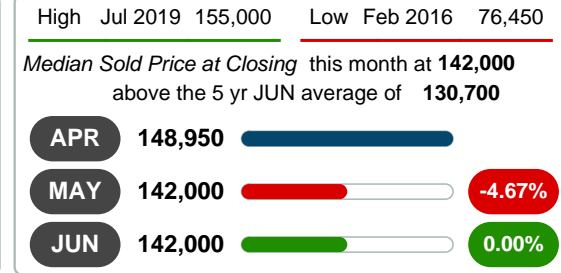 High Jul 2019 155,000 Low Feb 2016 76,450
Median Sold Price at Closing this month at 142,000
above the 5 yr JUN average of 130,700
APR 148,950
MAY 142,000 -4.67%
JUN 142,000 0.00%